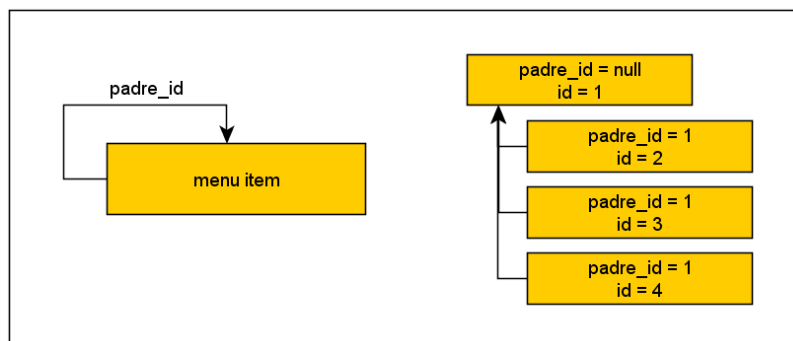 padre_id
menu item
padre_id = null
id = 1
padre_id = 1
id = 2
padre_id = 1
id = 3
padre_id = 1
id = 4